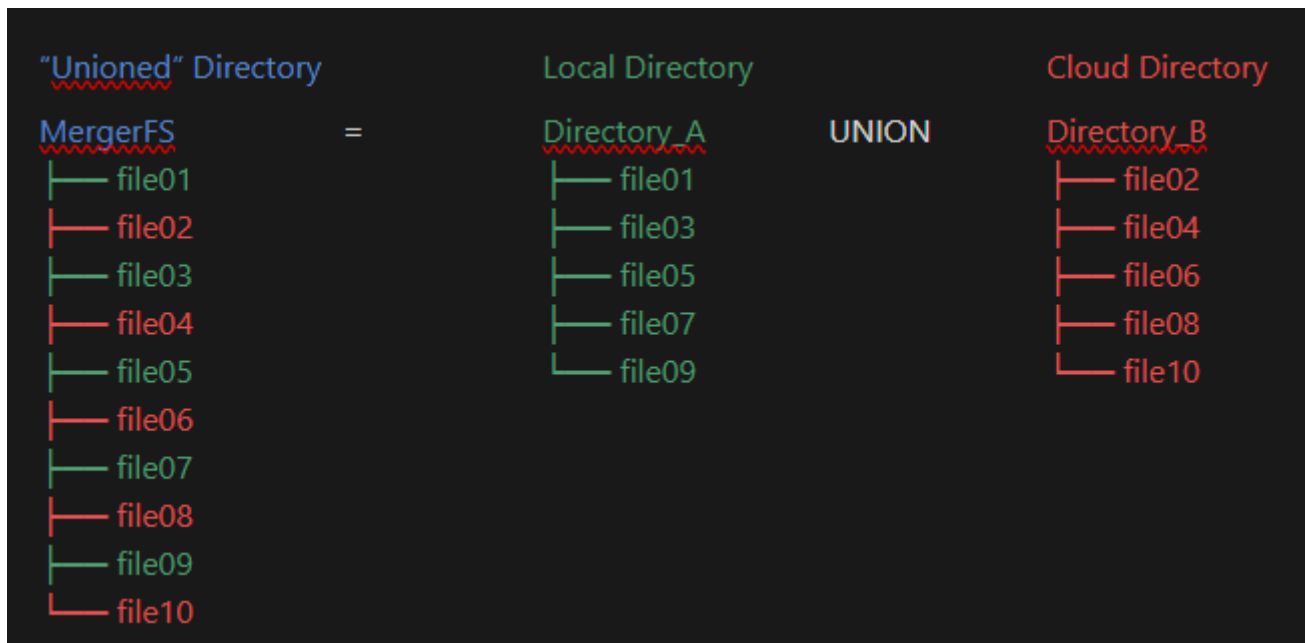 “Unioned” Directory Local Directory Cloud Directory
MergerFS = Directory_A UNION Directory_B
├── file01 ├── file01 ├── file02
├── file02 ├── file03 ├── file04
├── file03 ├── file05 ├── file06
├── file04 ├── file07 ├── file08
├── file05 └── file09 └── file10
├── file06
├── file07
├── file08
├── file09
└── file10